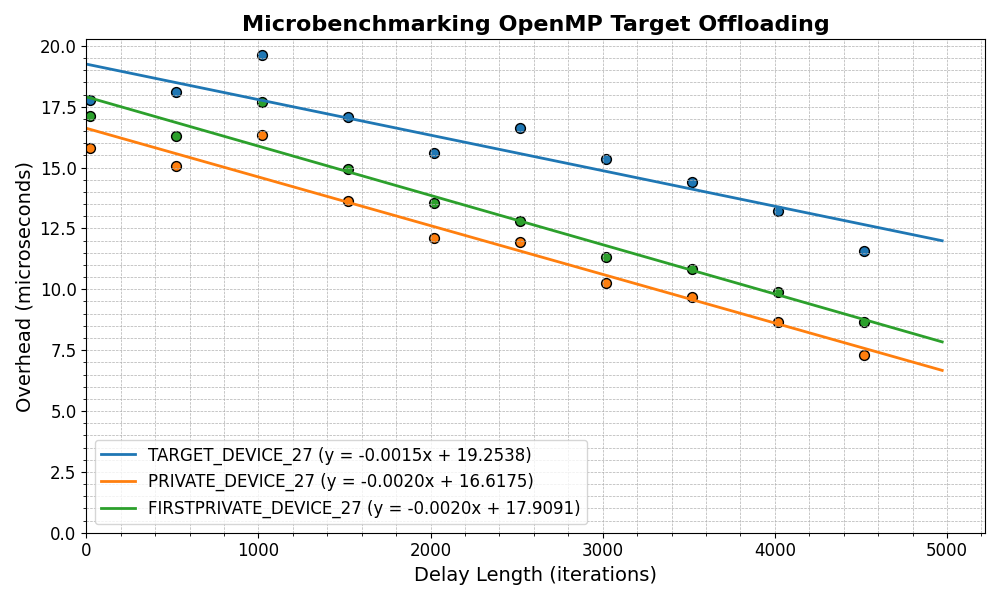 Microbenchmarking OpenMP Target Offloading
Overhead (microseconds)
20.0
17.5
15.0
12.5
10.0
7.5
5.0
2.5
0.0
TARGET_DEVICE_27 (y = -0.0015x + 19.2538)
PRIVATE_DEVICE_27 (y = -0.0020x + 16.6175)
FIRSTPRIVATE_DEVICE_27 (y = -0.0020x + 17.9091)
0 1000 2000 3000 4000 5000
Delay Length (iterations)